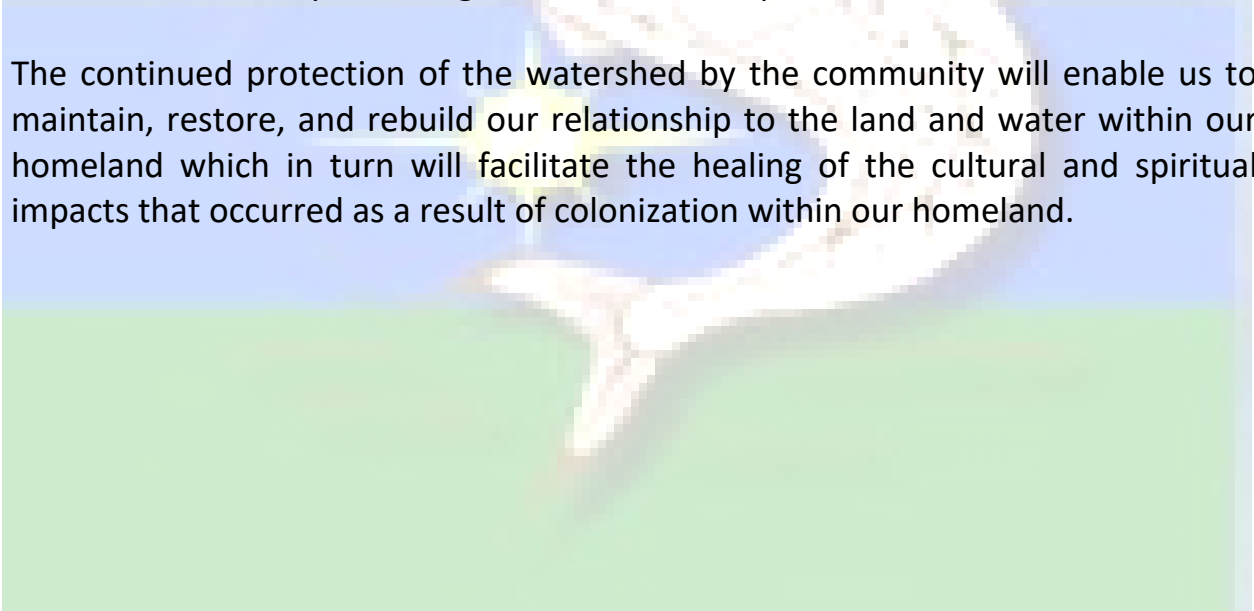 The continued protection of the watershed by the community will enable us to
maintain, restore, and rebuild our relationship to the land and water within our
homeland which in turn will facilitate the healing of the cultural and spiritual
impacts that occurred as a result of colonization within our homeland.